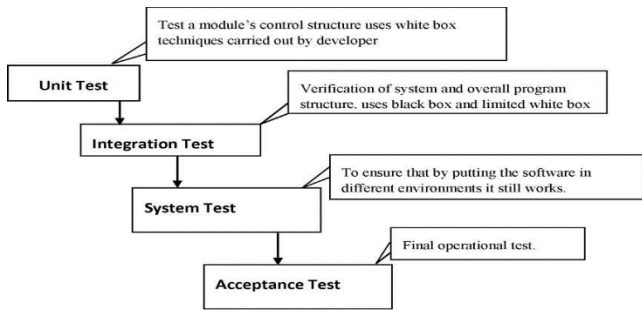 Test a module's control structure uses white box
techniques carried out by developer
Unit Test
Verification of system and overall program
structure, uses black box and limited white box
Integration Test
To ensure that by putting the software in
different environments it still works.
System Test
Final operational test.
Acceptance Test